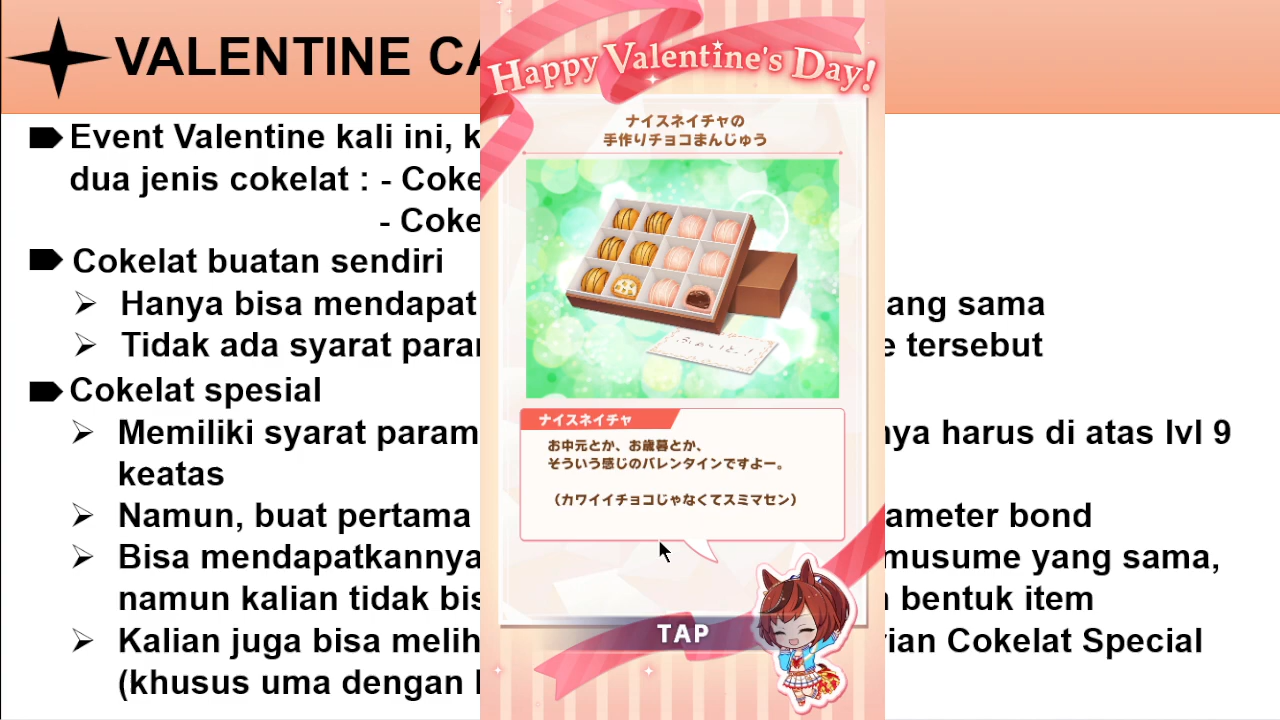 VALENTINE CA
Happy Valentine's Day!
Event Valentine kali ini, k
dua jenis cokelat : - Coke
- Coke
Cokelat buatan sendiri
Hanya bisa mendapat
ang sama
Tidak ada syarat paran
e tersebut
Cokelat spesial
Memiliki syarat param
nya harus di atas lvl 9
keatas
Namun, buat pertama
ameter bond
Bisa mendapatkannya
musume yang sama,
namun kalian tidak bis
bentuk item
Kalian juga bisa melih
ian Cokelat Special
(khusus uma dengan
ナイスネイチャの
手作りチョコまんじゅう
ふぁいと!
ナイスネイチャ
お中元とか、お歳暮とか、
そういう感じのバレンタインですよー。
(カワイイチョコじゃなくてスミマセン)
TAP